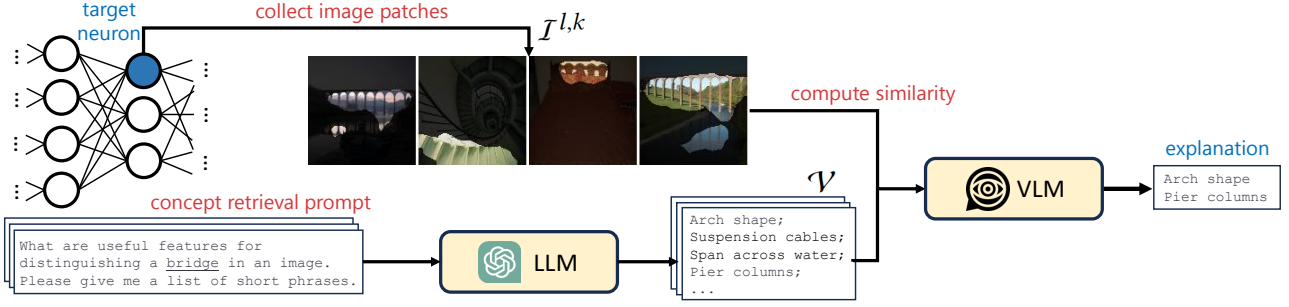 target
neuron
collect image patches
𝓘^{l,k}
compute similarity
explanation
Arch shape
Pier columns
VLM
𝒱
concept retrieval prompt
What are useful features for
distinguishing a bridge in an image.
Please give me a list of short phrases.
LLM
Arch shape;
Suspension cables;
Span across water;
Pier columns;
...